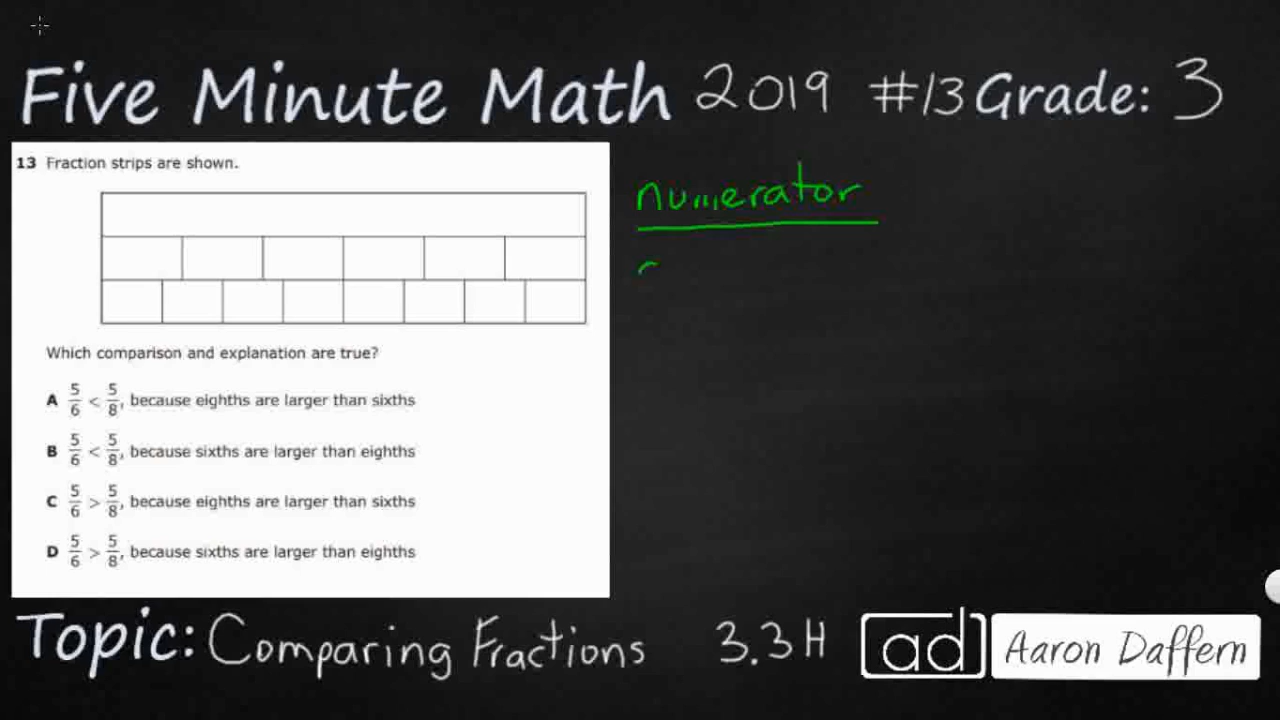 Five Minute Math 2019 #13 Grade: 3
13 Fraction strips are shown.
numerator
Which comparison and explanation are true?
A 5/6 < 5/8, because eighths are larger than sixths
B 5/6 < 5/8, because sixths are larger than eighths
C 5/6 > 5/8, because eighths are larger than sixths
D 5/6 > 5/8, because sixths are larger than eighths
Topic: Comparing Fractions 3.3H ad Aaron Daffern